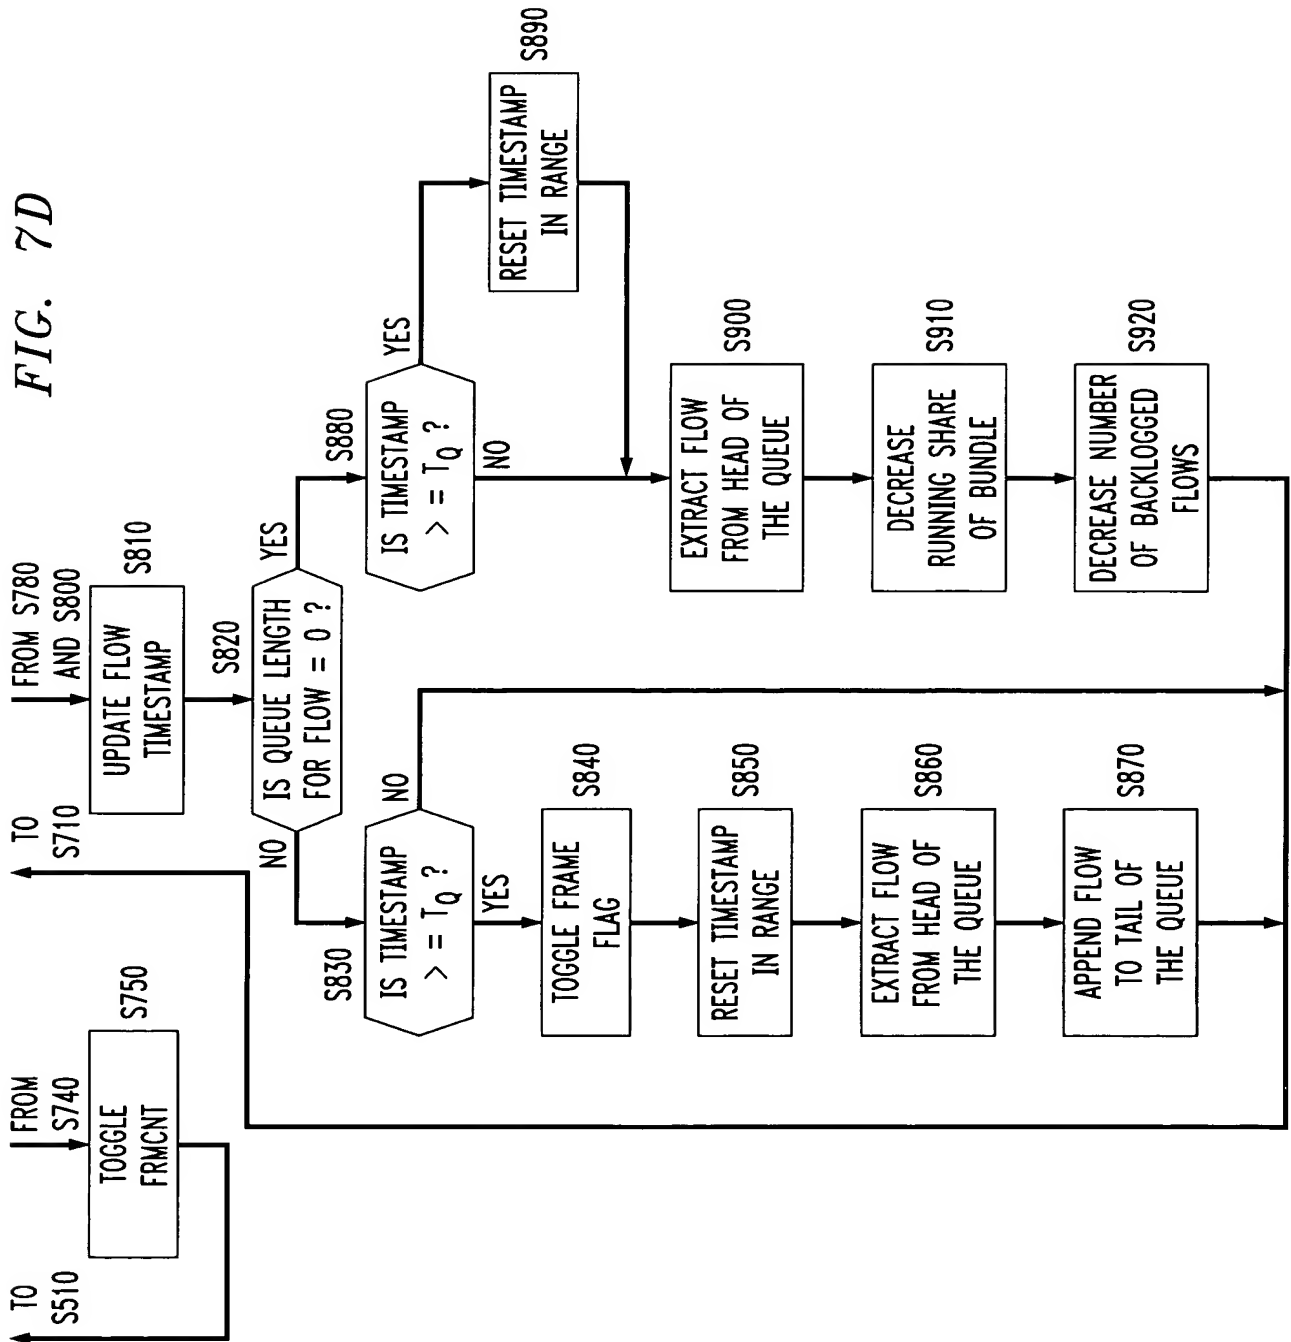 FIG. 7D
TO
S510
FROM
S740
TOGGLE
FRMCNT
S750
TO
S710
FROM S780
AND S800
UPDATE FLOW
TIMESTAMP
S810
S820
IS QUEUE LENGTH
FOR FLOW = 0 ?
NO
YES
S830
IS TIMESTAMP
> = TQ ?
NO
YES
TOGGLE FRAME
FLAG
S840
RESET TIMESTAMP
IN RANGE
S850
EXTRACT FLOW
FROM HEAD OF
THE QUEUE
S860
APPEND FLOW
TO TAIL OF
THE QUEUE
S870
S880
IS TIMESTAMP
> = TQ ?
YES
NO
RESET TIMESTAMP
IN RANGE
S890
EXTRACT FLOW
FROM HEAD OF
THE QUEUE
S900
DECREASE
RUNNING SHARE
OF BUNDLE
S910
DECREASE NUMBER
OF BACKLOGGED
FLOWS
S920